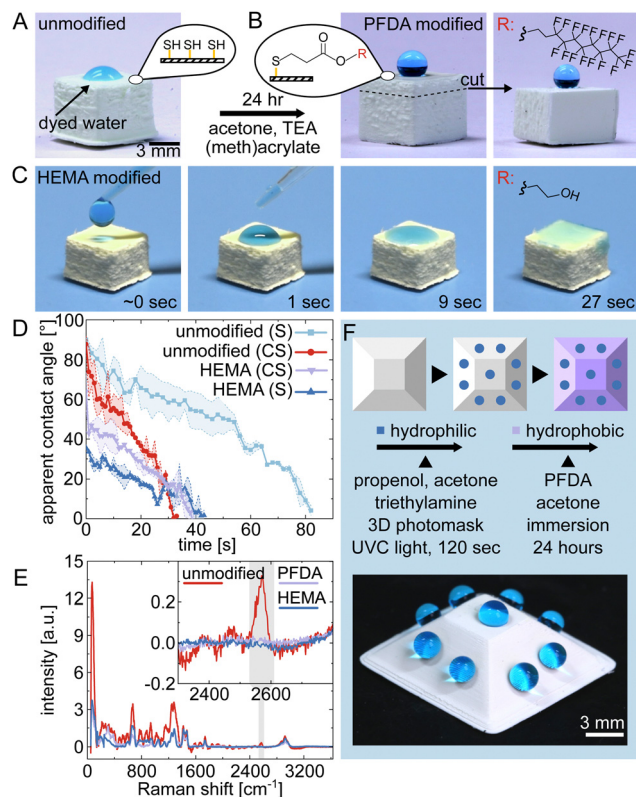 A
unmodified
SH SH SH
dyed water
3 mm
24 hr
acetone, TEA
(meth)acrylate
B
PFDA modified
S
O
O
R
cut
R:
F F F F F F F F
F
F F F F F F F F
C
HEMA modified
~0 sec
1 sec
9 sec
R:
OH
27 sec
D
apparent contact angle [°]
100
80
60
40
20
0
unmodified (S)
unmodified (CS)
HEMA (CS)
HEMA (S)
0 20 40 60 80
time [s]
E
intensity [a.u.]
15
12
9
6
3
0
unmodified
PFDA
HEMA
0.2
0.0
-0.2
2400 2600
0 800 1600 2400 3200
Raman shift [cm-1]
F
hydrophilic
hydrophobic
propenol, acetone
triethylamine
3D photomask
UVC light, 120 sec
PFDA
acetone
immersion
24 hours
3 mm